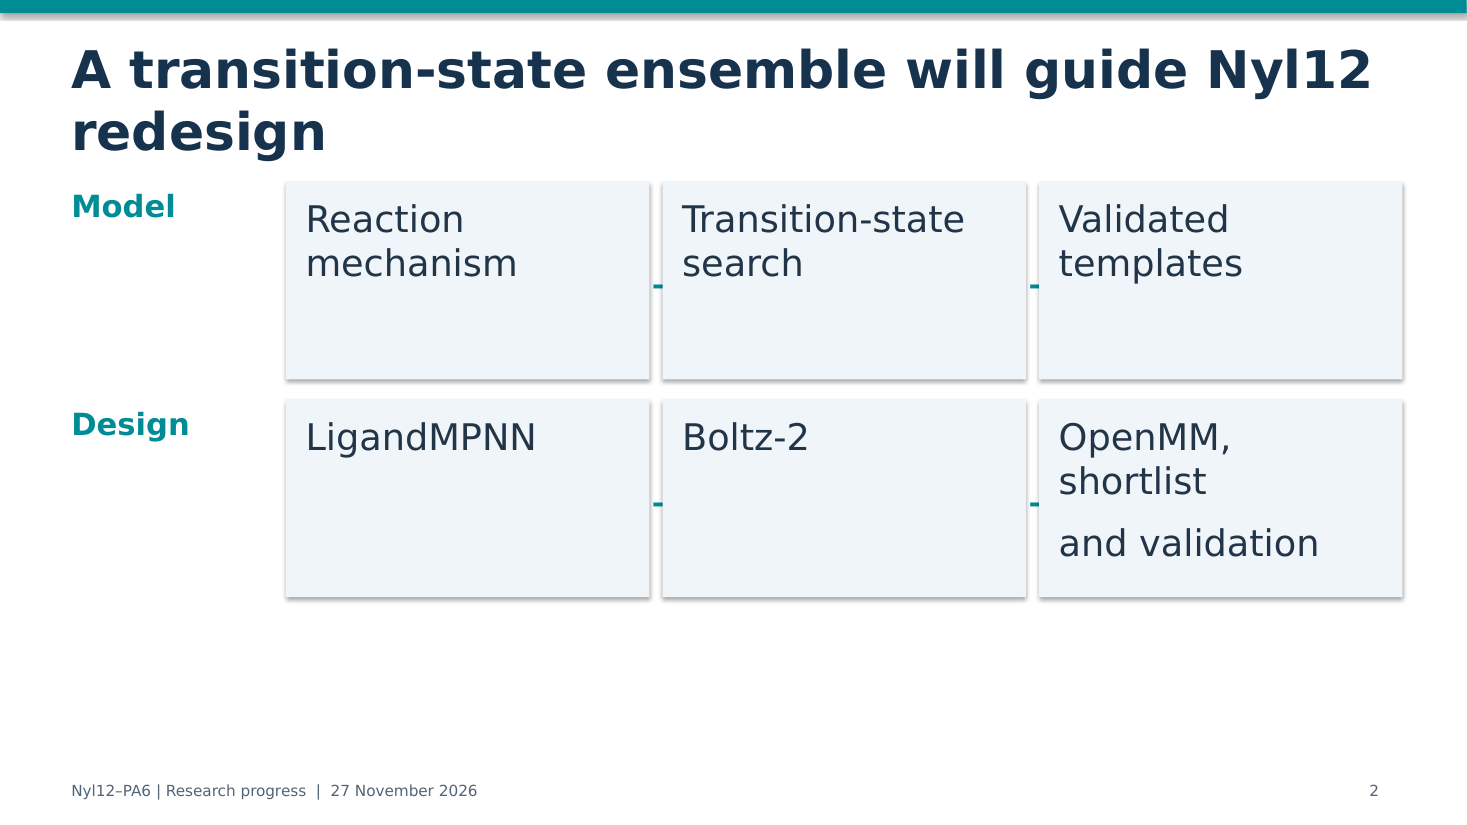 A transition-state ensemble will guide Nyl12
redesign
Model
Reaction
mechanism
Transition-state
search
Validated
templates
Design
LigandMPNN
Boltz-2
OpenMM,
shortlist
and validation
Nyl12–PA6 | Research progress | 27 November 2026
2